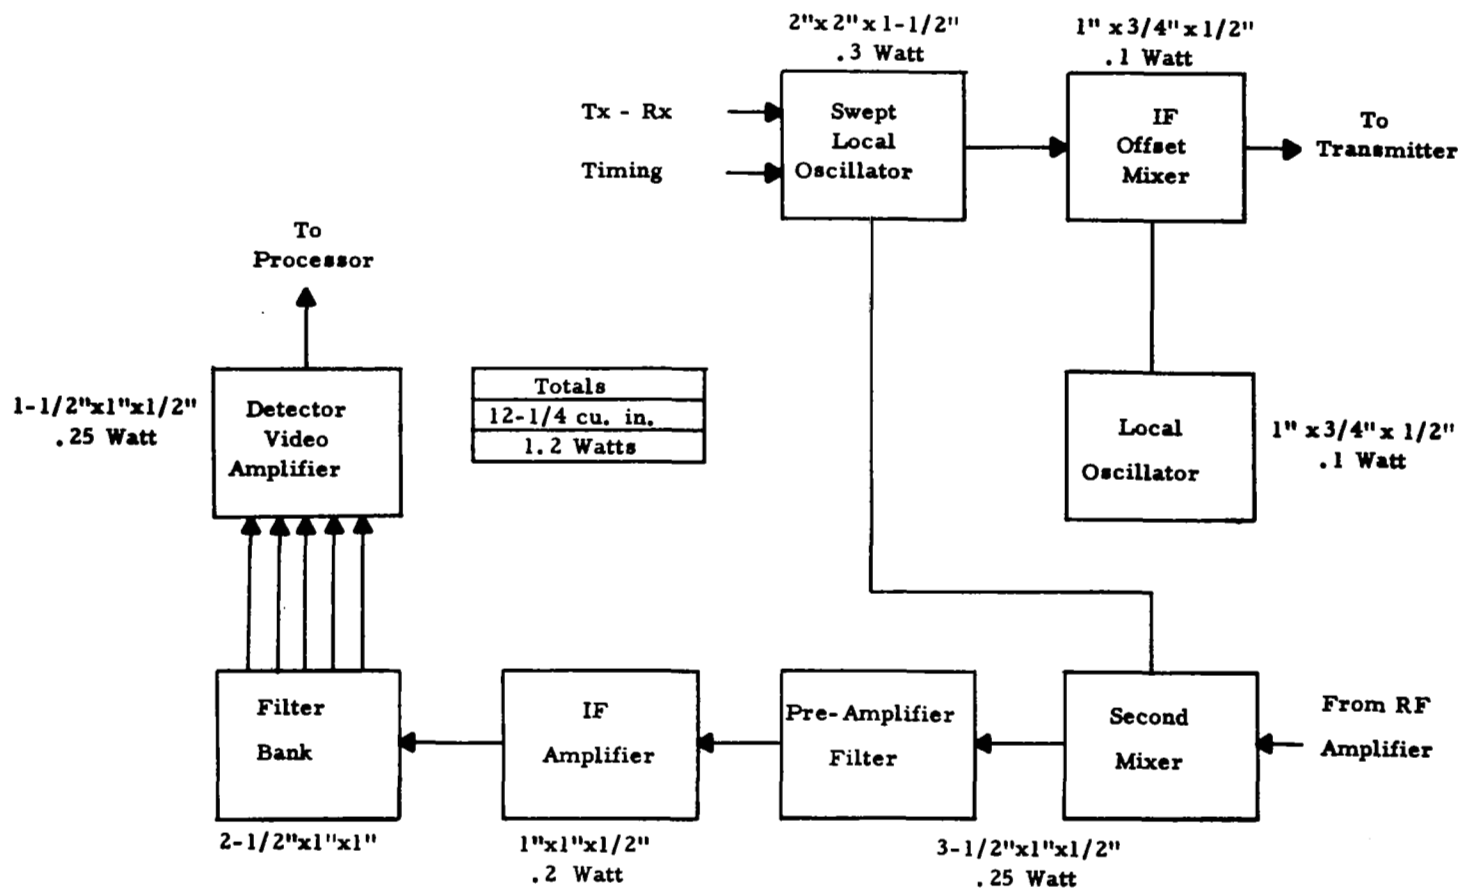 2"x 2" x 1-1/2"
.3 Watt
1" x 3/4" x 1/2"
.1 Watt
Tx - Rx
Timing
Swept
Local
Oscillator
IF
Offset
Mixer
To
Transmitter
To
Processor
1-1/2"x1"x1/2"
.25 Watt
Detector
Video
Amplifier
Totals
12-1/4 cu. in.
1.2 Watts
Local
Oscillator
1" x 3/4" x 1/2"
.1 Watt
Filter
Bank
IF
Amplifier
Pre-Amplifier
Filter
Second
Mixer
From RF
Amplifier
2-1/2"x1"x1"
1"x1"x1/2"
.2 Watt
3-1/2"x1"x1/2"
.25 Watt